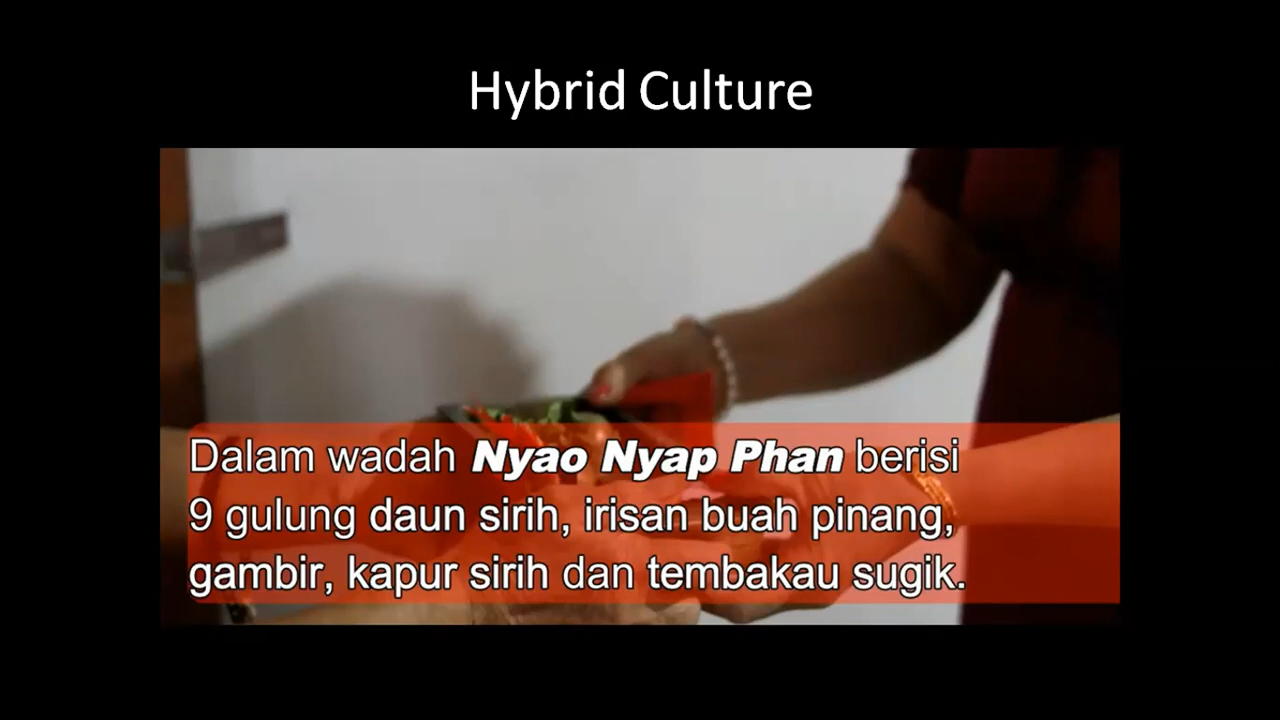 Hybrid Culture
Dalam wadah Nyao Nyap Phan berisi
9 gulung daun sirih, irisan buah pinang,
gambir, kapur sirih dan tembakau sugik.